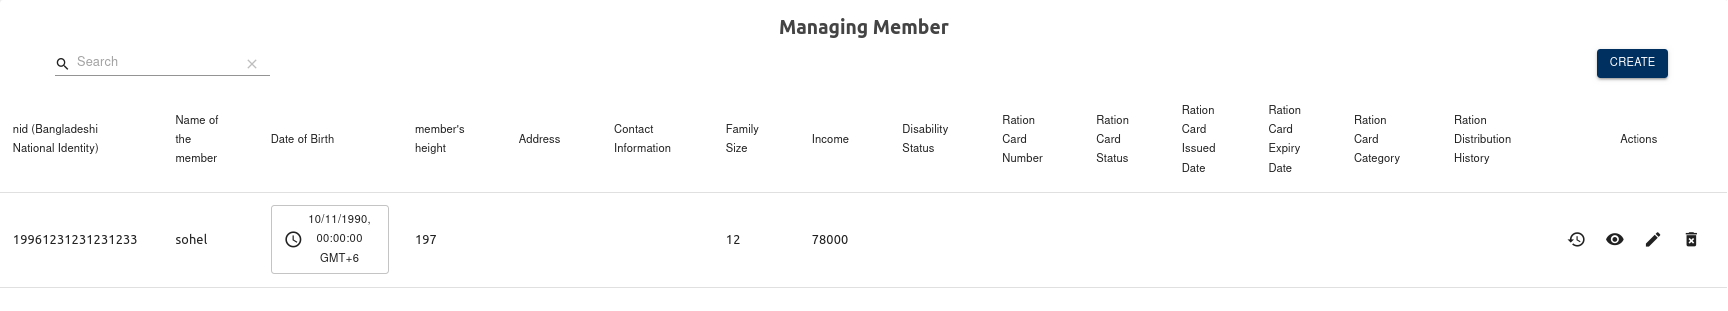 Managing Member
Search
CREATE
nid (Bangladeshi
National Identity)
Name of
the
member
Date of Birth
member's
height
Address
Contact
Information
Family
Size
Income
Disability
Status
Ration
Card
Number
Ration
Card
Status
Ration
Card
Issued
Date
Ration
Card
Expiry
Date
Ration
Card
Category
Ration
Distribution
History
Actions
19961231231231233
sohel
10/11/1990,
00:00:00
GMT+6
197
12
78000